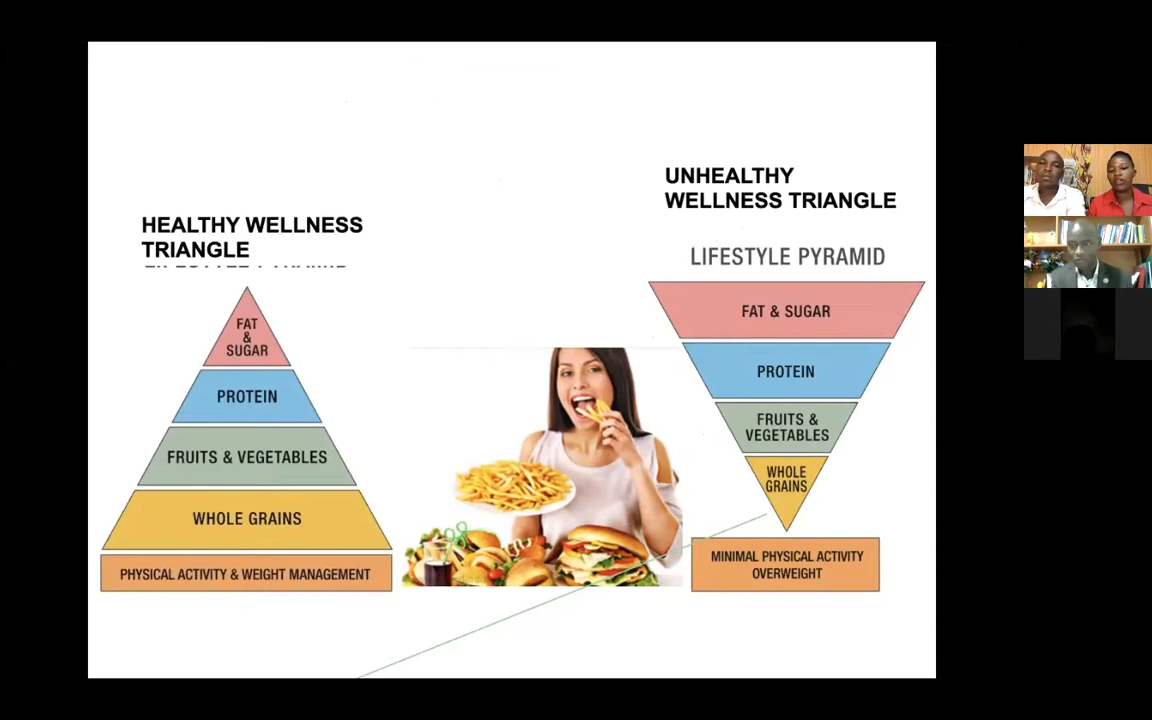 HEALTHY WELLNESS
TRIANGLE
FAT
&
SUGAR
PROTEIN
FRUITS & VEGETABLES
WHOLE GRAINS
PHYSICAL ACTIVITY & WEIGHT MANAGEMENT
UNHEALTHY
WELLNESS TRIANGLE
LIFESTYLE PYRAMID
FAT & SUGAR
PROTEIN
FRUITS &
VEGETABLES
WHOLE
GRAINS
MINIMAL PHYSICAL ACTIVITY
OVERWEIGHT